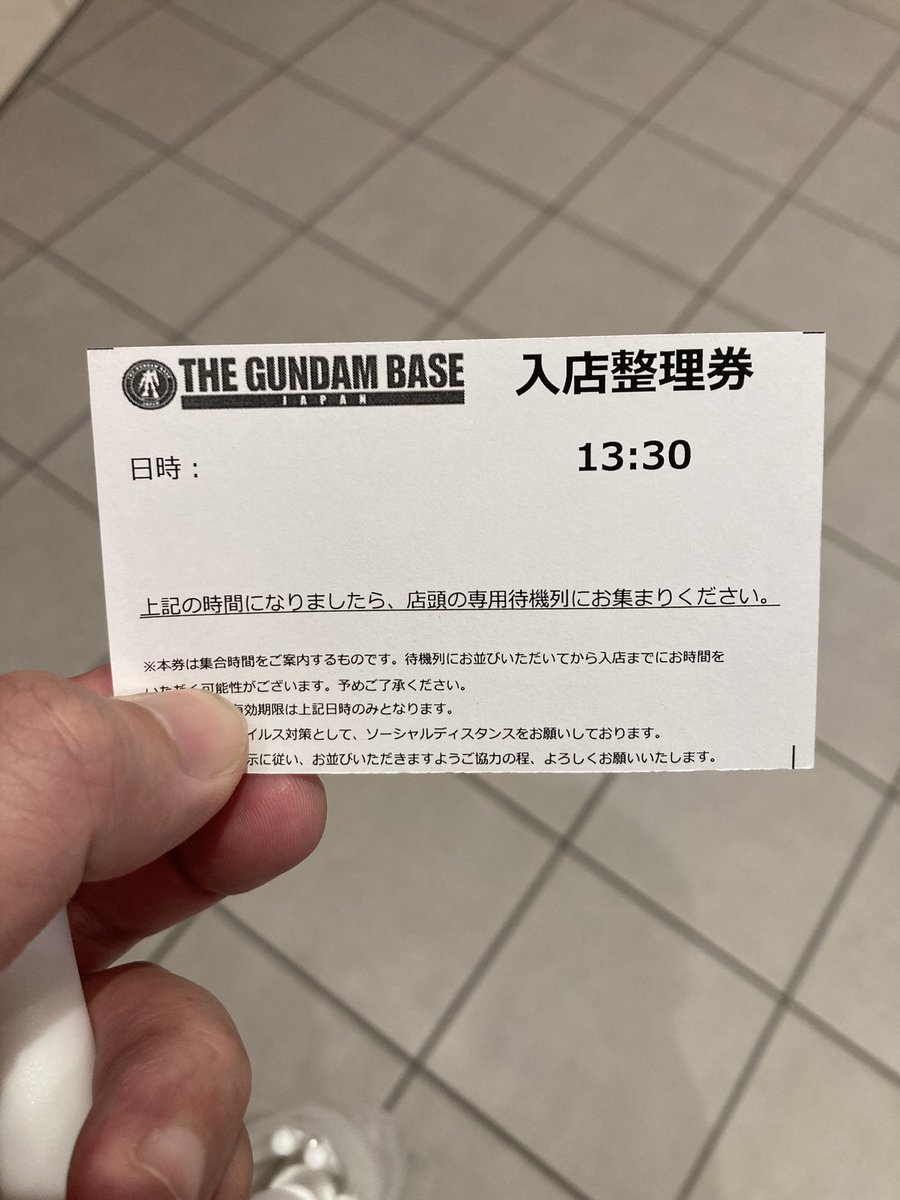 THE GUNDAM BASE
JAPAN
入店整理券
日時：
13:30
上記の時間になりましたら、店頭の専用待機列にお集まりください。
※本券は集合時間をご案内するものです。待機列にお並びいただいてから入店までにお時間を
いただく可能性がございます。予めご了承ください。
有効期限は上記日時のみとなります。
イルス対策として、ソーシャルディスタンスをお願いしております。
示に従い、お並びいただきますようご協力の程、よろしくお願いいたします。